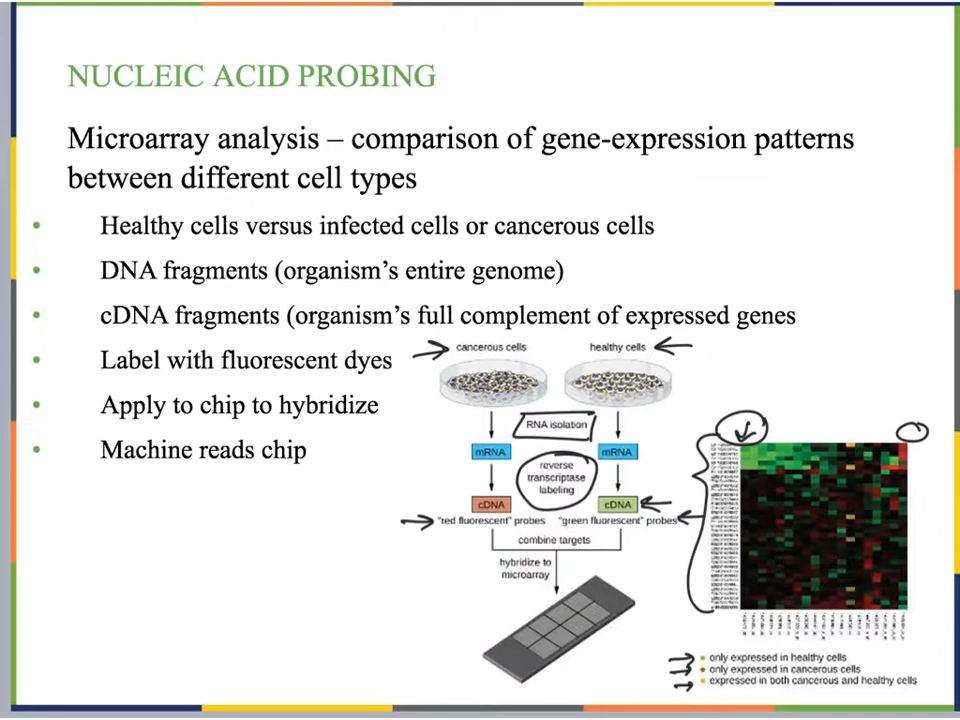 NUCLEIC ACID PROBING
Microarray analysis – comparison of gene-expression patterns
between different cell types
• Healthy cells versus infected cells or cancerous cells
• DNA fragments (organism's entire genome)
• cDNA fragments (organism's full complement of expressed genes
• Label with fluorescent dyes
• Apply to chip to hybridize
• Machine reads chip
cancerous cells
healthy cells
RNA isolation
mRNA
mRNA
reverse
transcriptase
labeling
cDNA
cDNA
"red fluorescent" probes
"green fluorescent" probes
combine targets
hybridize to
microarray
• only expressed in healthy cells
• only expressed in cancerous cells
• expressed in both cancerous and healthy cells